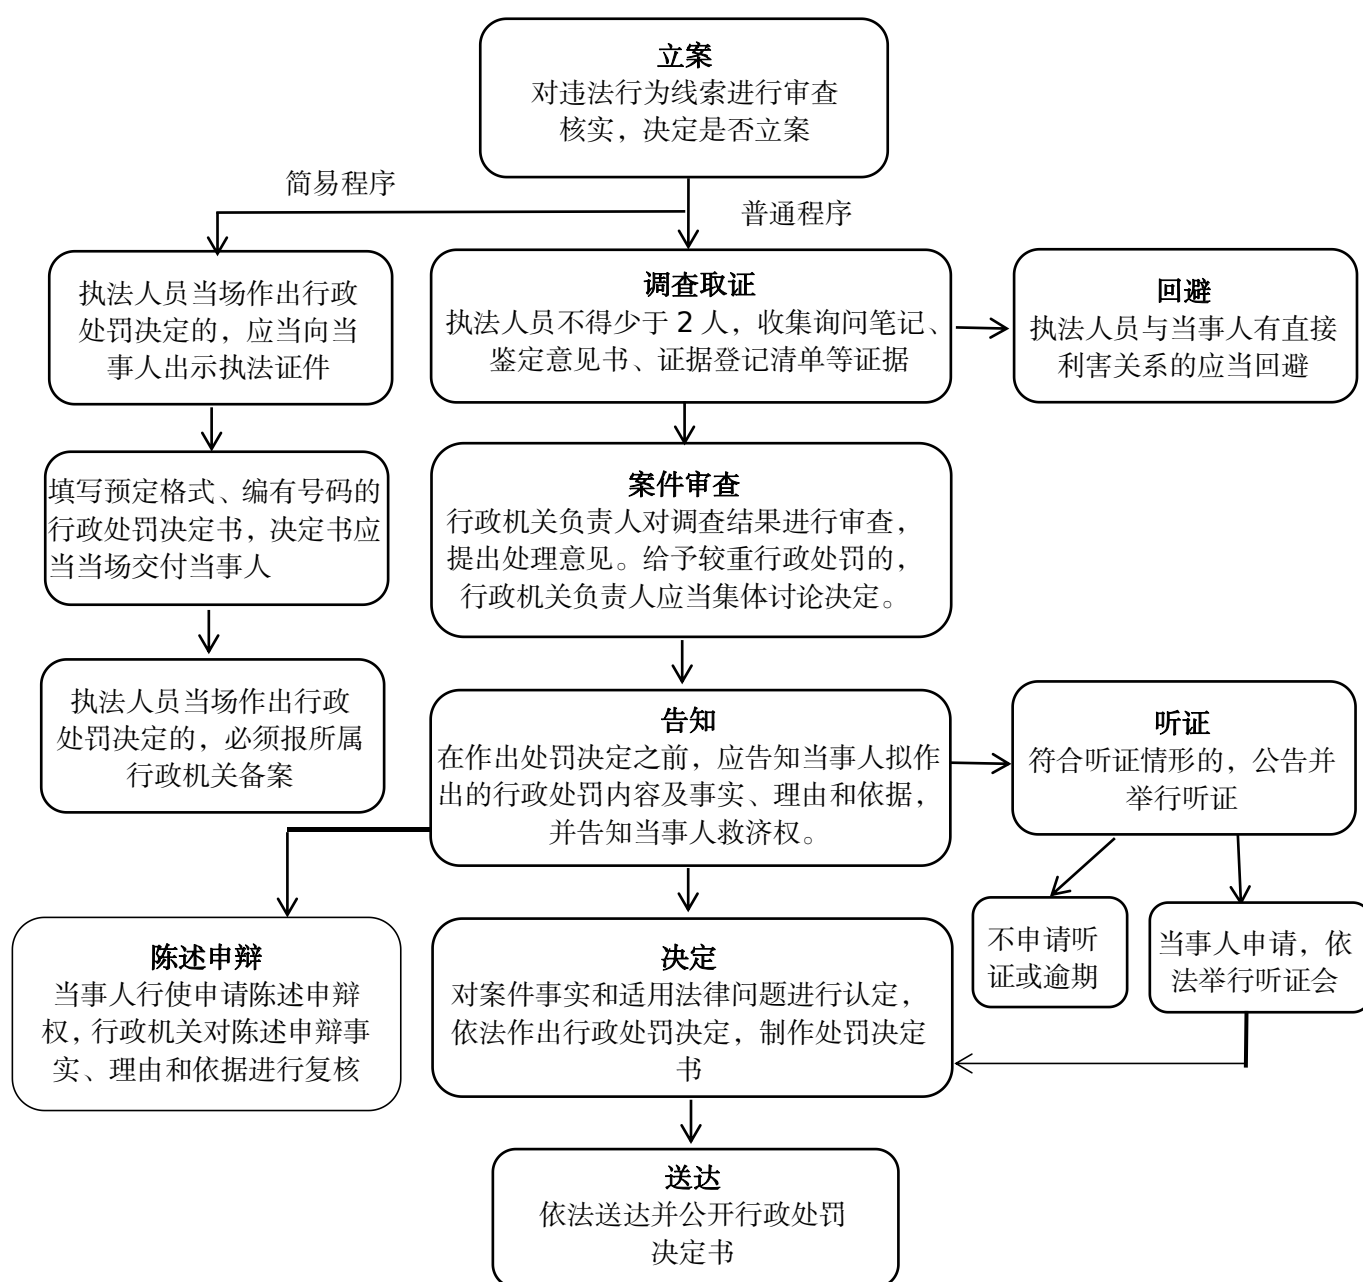 立案
对违法行为线索进行审查
核实，决定是否立案
简易程序
普通程序
执法人员当场作出行政
处罚决定的，应当向当
事人出示执法证件
调查取证
执法人员不得少于 2 人，收集询问笔记、
鉴定意见书、证据登记清单等证据
回避
执法人员与当事人有直接
利害关系的应当回避
填写预定格式、编有号码的
行政处罚决定书，决定书应
当当场交付当事人
案件审查
行政机关负责人对调查结果进行审查，
提出处理意见。给予较重行政处罚的，
行政机关负责人应当集体讨论决定。
执法人员当场作出行政
处罚决定的，必须报所属
行政机关备案
告知
在作出处罚决定之前，应告知当事人拟作
出的行政处罚内容及事实、理由和依据，
并告知当事人救济权。
听证
符合听证情形的，公告并
举行听证
不申请听
证或逾期
当事人申请，依
法举行听证会
陈述申辩
当事人行使申请陈述申辩
权，行政机关对陈述申辩事
实、理由和依据进行复核
决定
对案件事实和适用法律问题进行认定，
依法作出行政处罚决定，制作处罚决定
书
送达
依法送达并公开行政处罚
决定书